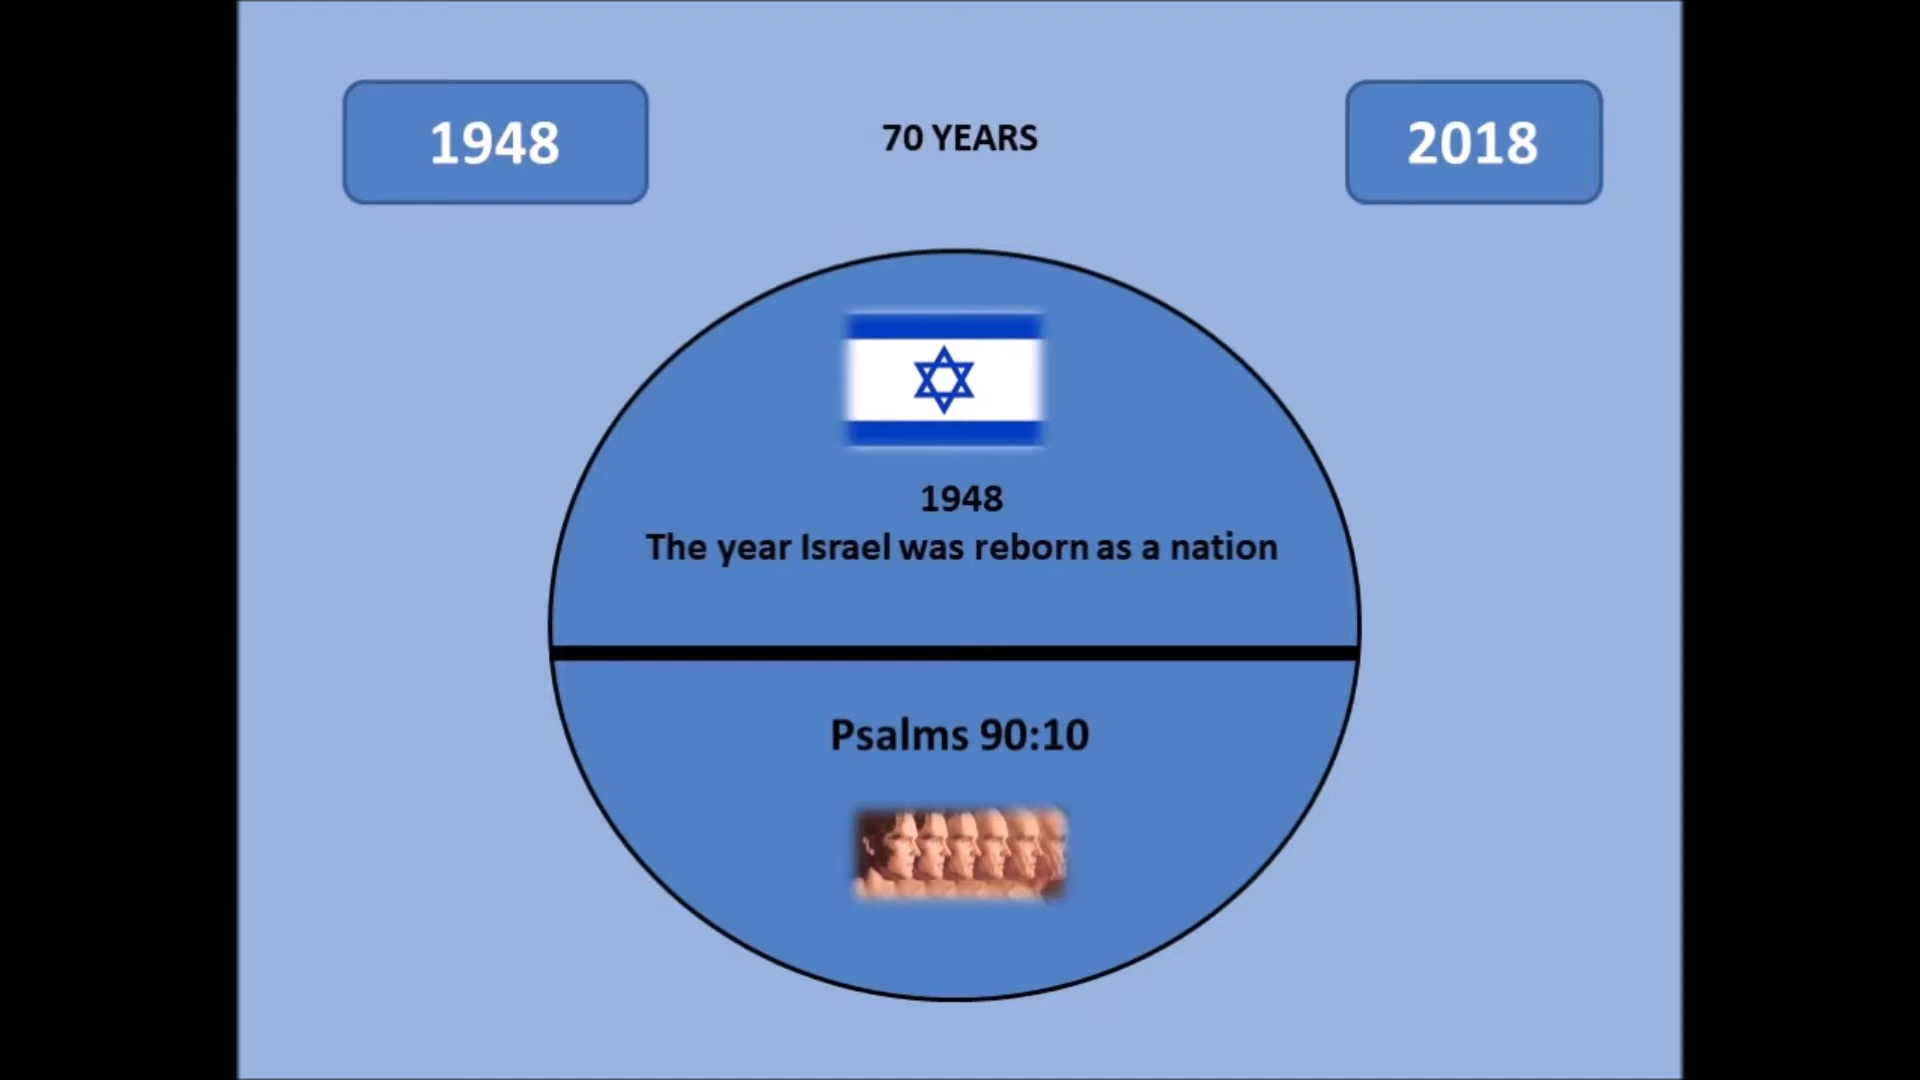 1948
70 YEARS
2018
1948
The year Israel was reborn as a nation
Psalms 90:10